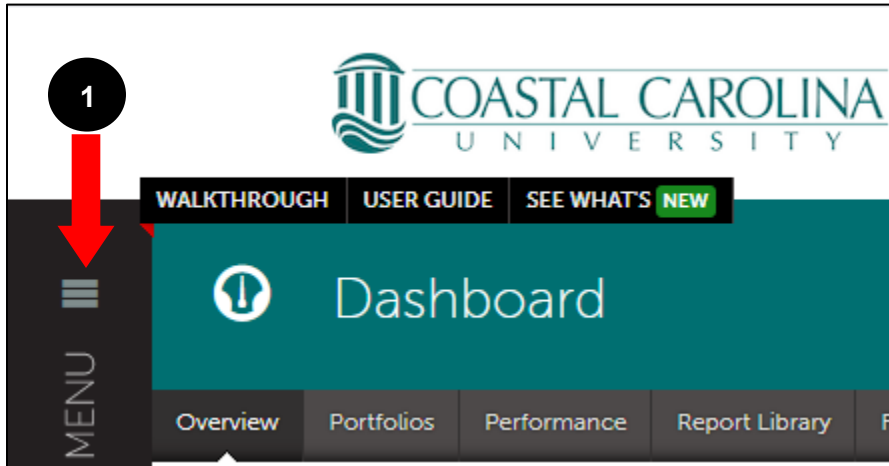 1
COASTAL CAROLINA
UNIVERSITY
WALKTHROUGH USER GUIDE SEE WHAT'S NEW
Dashboard
MENU
Overview Portfolios Performance Report Library